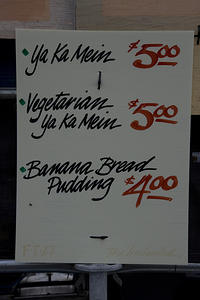 Ya Ka Mein $5.00
Vegetarian
Ya Ka Mein $5.00
Banana Bread
Pudding $4.00